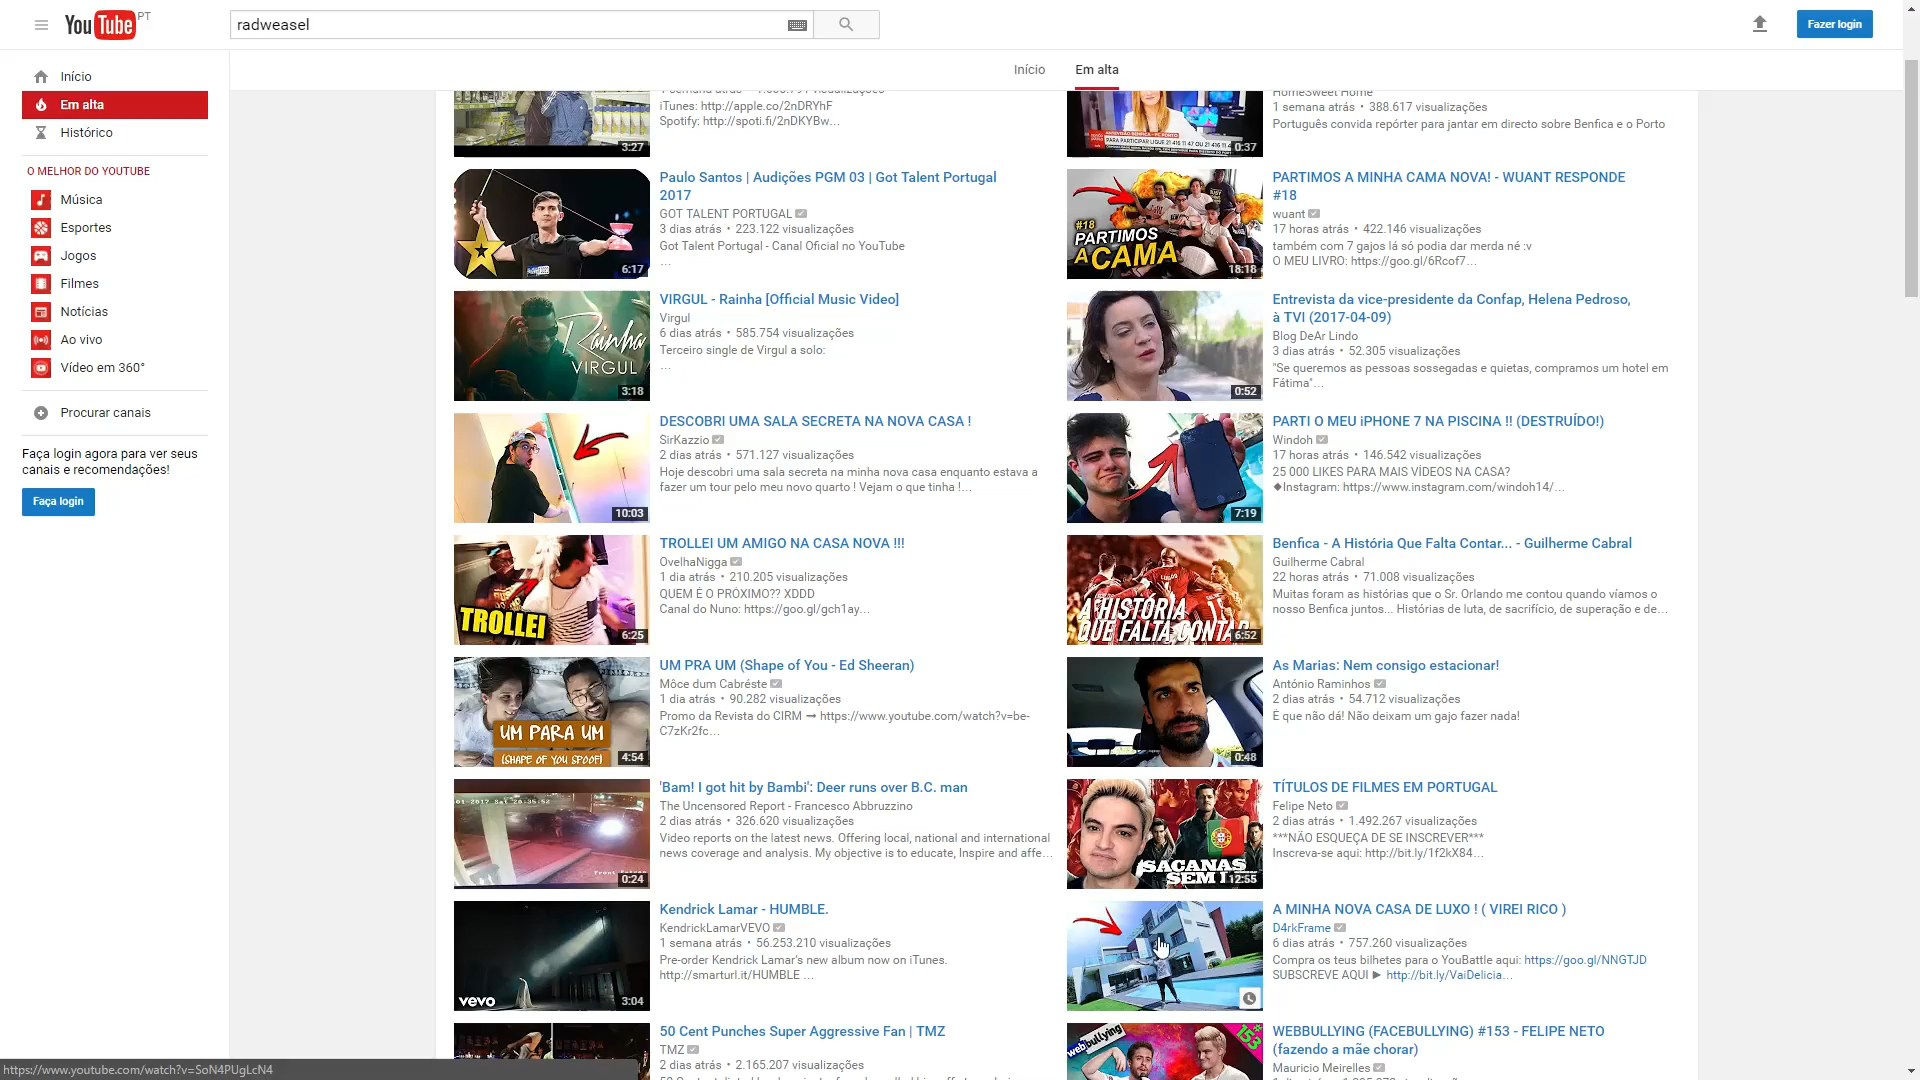 YouTube PT
radweasel
Fazer login
Início
Em alta
Início
Em alta
Histórico
O MELHOR DO YOUTUBE
Música
Esportes
Jogos
Filmes
Notícias
Ao vivo
Vídeo em 360°
Procurar canais
Faça login agora para ver seus
canais e recomendações!
Faça login
iTunes: http://apple.co/2nDRYhF
Spotify: http://spoti.fi/2nDKYBw...
3:27
HomeSweet Home
1 semana atrás • 388.617 visualizações
Português convida repórter para jantar em directo sobre Benfica e o Porto
0:37
Paulo Santos | Audições PGM 03 | Got Talent Portugal
2017
GOT TALENT PORTUGAL
3 dias atrás • 223.122 visualizações
Got Talent Portugal - Canal Oficial no YouTube
...
6:17
PARTIMOS A MINHA CAMA NOVA! - WUANT RESPONDE
#18
wuant
17 horas atrás • 422.146 visualizações
também com 7 gajos lá só podia dar merda né :v
O MEU LIVRO: https://goo.gl/6Rcof7...
#18
PARTIMOS
A CAMA
18:18
VIRGUL - Rainha [Official Music Video]
Virgul
6 dias atrás • 585.754 visualizações
Terceiro single de Virgul a solo:
...
Rainha
VIRGUL
3:18
Entrevista da vice-presidente da Confap, Helena Pedroso,
à TVI (2017-04-09)
Blog DeAr Lindo
3 dias atrás • 52.305 visualizações
"Se queremos as pessoas sossegadas e quietas, compramos um hotel em
Fátima"...
0:52
DESCOBRI UMA SALA SECRETA NA NOVA CASA !
SirKazzio
2 dias atrás • 571.127 visualizações
Hoje descobri uma sala secreta na minha nova casa enquanto estava a
fazer um tour pelo meu novo quarto ! Vejam o que tinha !...
10:03
PARTI O MEU iPHONE 7 NA PISCINA !! (DESTRUÍDO!)
Windoh
17 horas atrás • 146.542 visualizações
25 000 LIKES PARA MAIS VÍDEOS NA CASA?
◆Instagram: https://www.instagram.com/windoh14/...
7:19
TROLLEI UM AMIGO NA CASA NOVA !!!
OvelhaNigga
1 dia atrás • 210.205 visualizações
QUEM É O PRÓXIMO?? XDDD
Canal do Nuno: https://goo.gl/gch1ay...
TROLLEI
6:25
Benfica - A História Que Falta Contar... - Guilherme Cabral
Guilherme Cabral
22 horas atrás • 71.008 visualizações
Muitas foram as histórias que o Sr. Orlando me contou quando víamos o
nosso Benfica juntos... Histórias de luta, de sacrifício, de superação e de...
A HISTÓRIA
QUE FALTA CONTAR
6:52
UM PRA UM (Shape of You - Ed Sheeran)
Môce dum Cabréste
1 dia atrás • 90.282 visualizações
Promo da Revista do CIRM ➞ https://www.youtube.com/watch?v=be-
C7zKr2fc...
UM PARA UM
(SHAPE OF YOU SPOOF)
4:54
As Marias: Nem consigo estacionar!
António Raminhos
2 dias atrás • 54.712 visualizações
É que não dá! Não deixam um gajo fazer nada!
0:48
'Bam! I got hit by Bambi': Deer runs over B.C. man
The Uncensored Report - Francesco Abbruzzino
2 dias atrás • 326.620 visualizações
Video reports on the latest news. Offering local, national and international
news coverage and analysis. My objective is to educate, Inspire and affe...
0:24
TÍTULOS DE FILMES EM PORTUGAL
Felipe Neto
2 dias atrás • 1.492.267 visualizações
***NÃO ESQUEÇA DE SE INSCREVER***
Inscreva-se aqui: http://bit.ly/1f2kX84...
SACANAS
SEM
12:55
Kendrick Lamar - HUMBLE.
KendrickLamarVEVO
1 semana atrás • 56.253.210 visualizações
Pre-order Kendrick Lamar's new album now on iTunes.
http://smarturl.it/HUMBLE ...
vevo
3:04
A MINHA NOVA CASA DE LUXO ! ( VIREI RICO )
D4rkFrame
6 dias atrás • 757.260 visualizações
Compra os teus bilhetes para o YouBattle aqui: https://goo.gl/NNGTJD
SUBSCREVE AQUI ► http://bit.ly/VaiDelicia...
50 Cent Punches Super Aggressive Fan | TMZ
TMZ
2 dias atrás • 2.165.207 visualizações
WEBBULLYING (FACEBULLYING) #153 - FELIPE NETO
(fazendo a mãe chorar)
Mauricio Meirelles
webbullying
153
https://www.youtube.com/watch?v=SoN4PUgLcN4